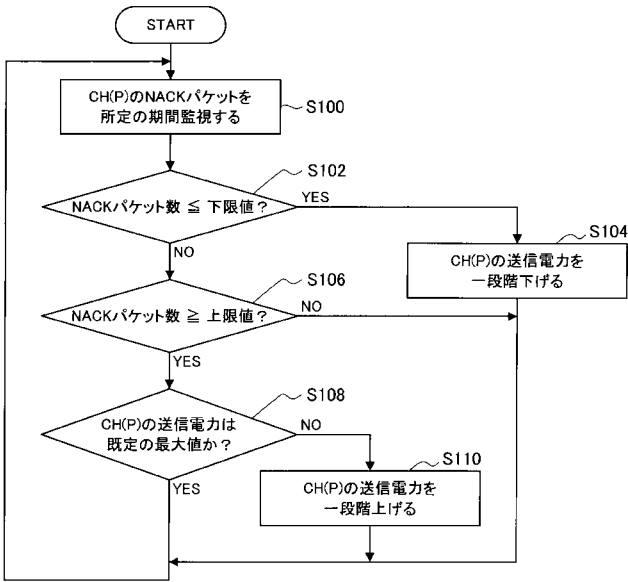 START
CH(P)のNACKパケットを
所定の期間監視する
S100
S102
NACKパケット数 ≦ 下限値？
YES
S104
CH(P)の送信電力を
一段階下げる
NO
S106
NACKパケット数 ≧ 上限値？
NO
YES
S108
CH(P)の送信電力は
既定の最大値か？
NO
S110
CH(P)の送信電力を
一段階上げる
YES